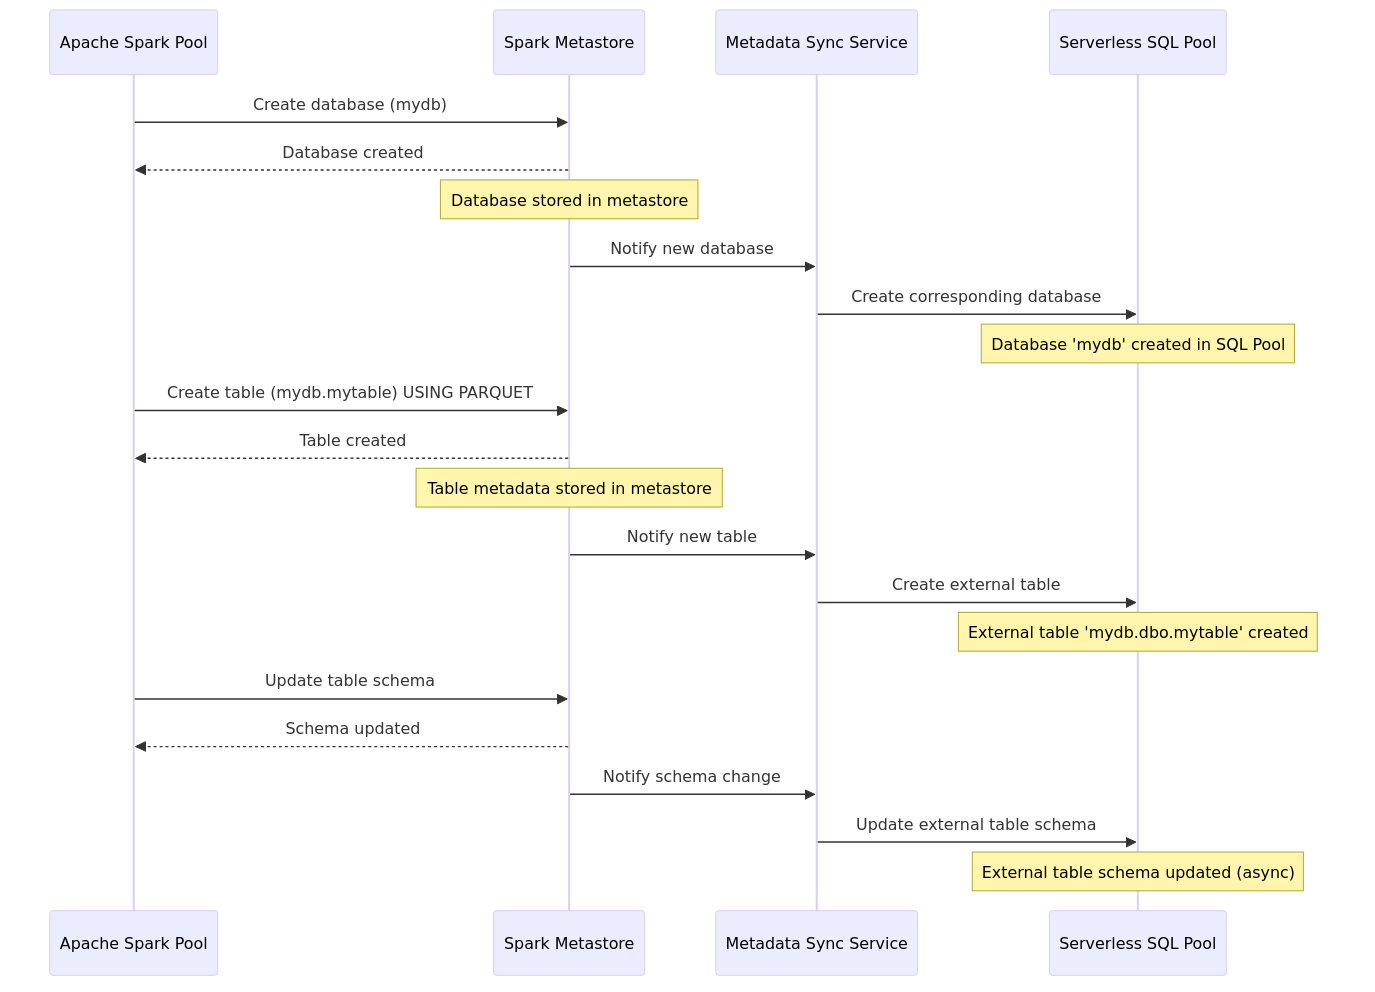 Apache Spark Pool
Spark Metastore
Metadata Sync Service
Serverless SQL Pool
Create database (mydb)
Database created
Database stored in metastore
Notify new database
Create corresponding database
Database 'mydb' created in SQL Pool
Create table (mydb.mytable) USING PARQUET
Table created
Table metadata stored in metastore
Notify new table
Create external table
External table 'mydb.dbo.mytable' created
Update table schema
Schema updated
Notify schema change
Update external table schema
External table schema updated (async)
Apache Spark Pool
Spark Metastore
Metadata Sync Service
Serverless SQL Pool